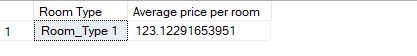 Room Type Average price per room
1 Room_Type 1 123.12291653951